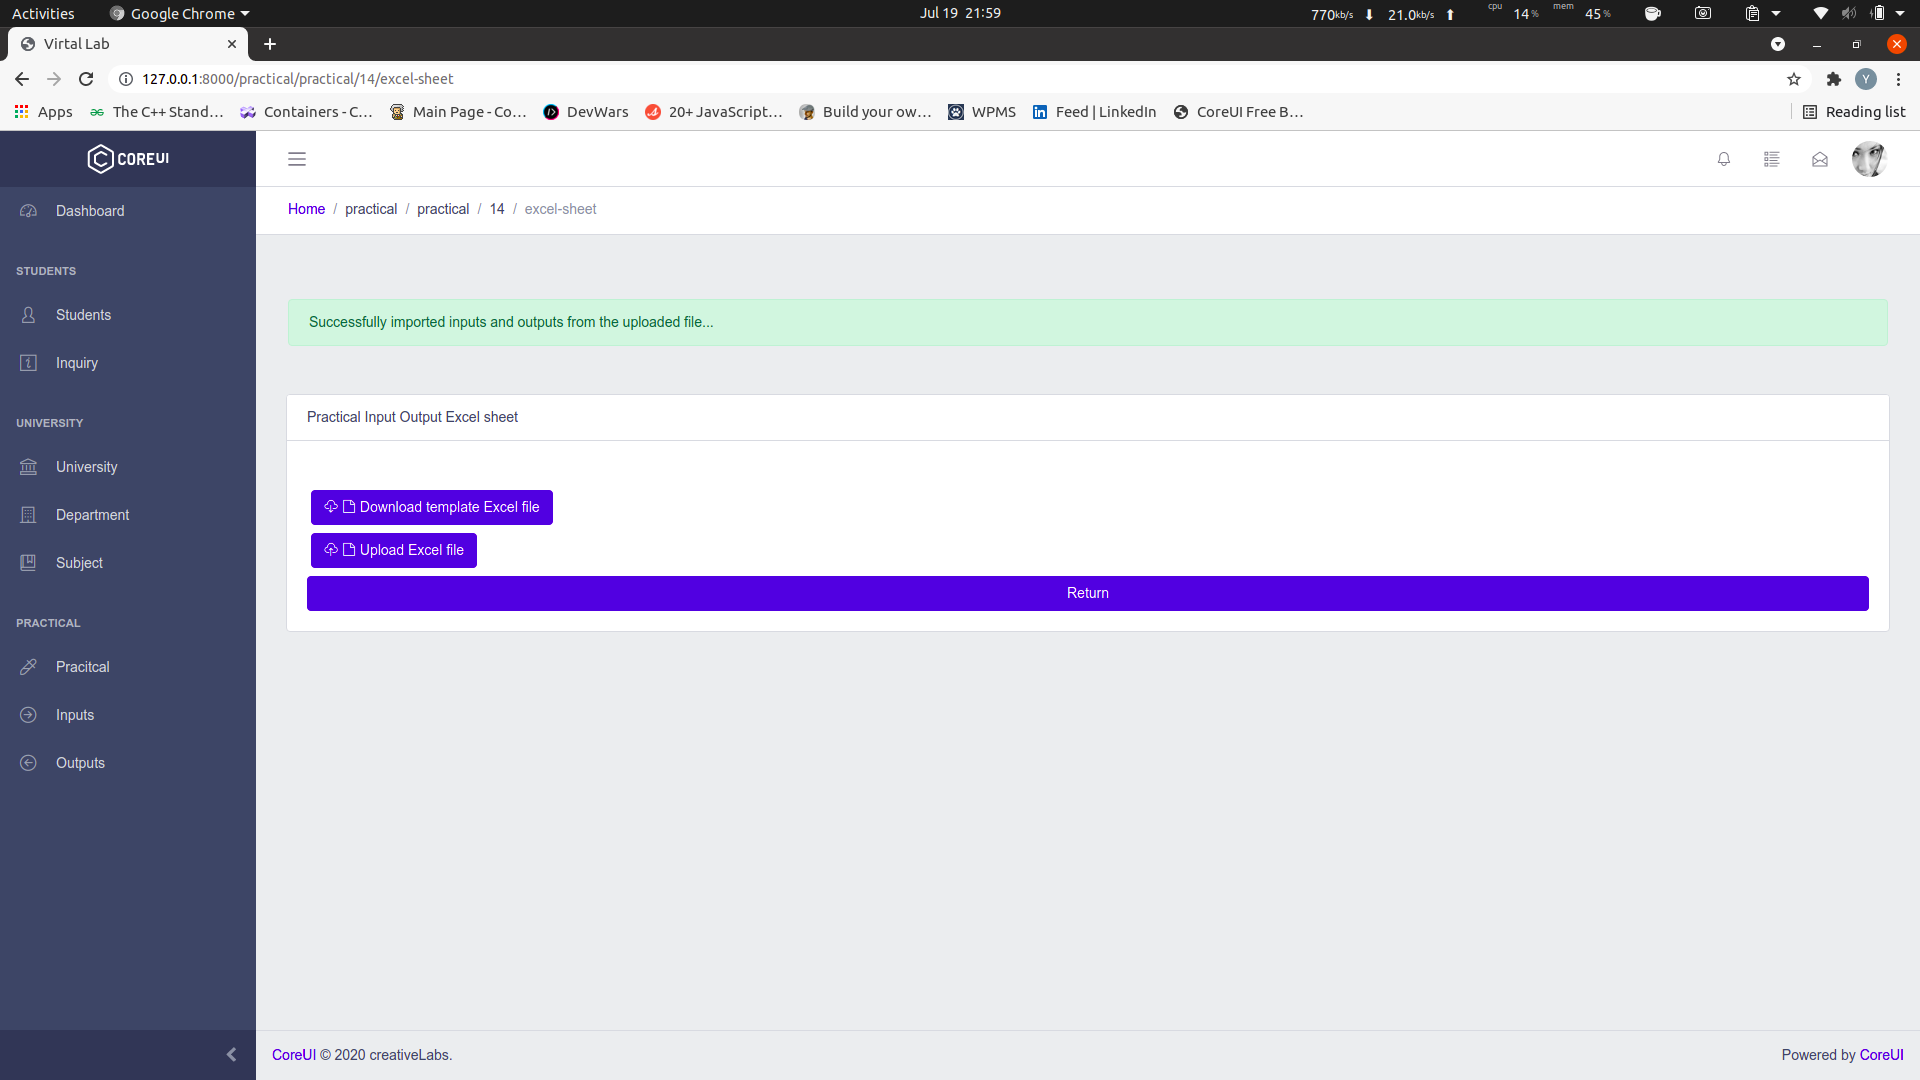 Activities Google Chrome Jul 19 21:59 770kb/s 21.0kb/s cpu 14% mem 45%
Virtal Lab
127.0.0.1:8000/practical/practical/14/excel-sheet Y
Apps The C++ Stand... Containers - C... Main Page - Co... DevWars 20+ JavaScript... Build your ow... WPMS Feed | LinkedIn CoreUI Free B... Reading list
COREUI
Home / practical / practical / 14 / excel-sheet
Dashboard
STUDENTS
Students
Inquiry
UNIVERSITY
University
Department
Subject
PRACTICAL
Pracitcal
Inputs
Outputs
Successfully imported inputs and outputs from the uploaded file...
Practical Input Output Excel sheet
Download template Excel file
Upload Excel file
Return
CoreUI © 2020 creativeLabs. Powered by CoreUI